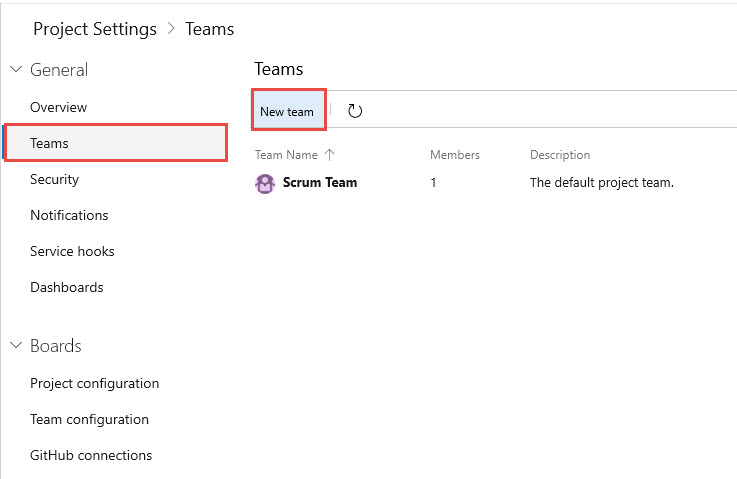 Project Settings > Teams
General
Overview
Teams
Security
Notifications
Service hooks
Dashboards
Boards
Project configuration
Team configuration
GitHub connections
Teams
New team
Team Name Members Description
Scrum Team 1 The default project team.